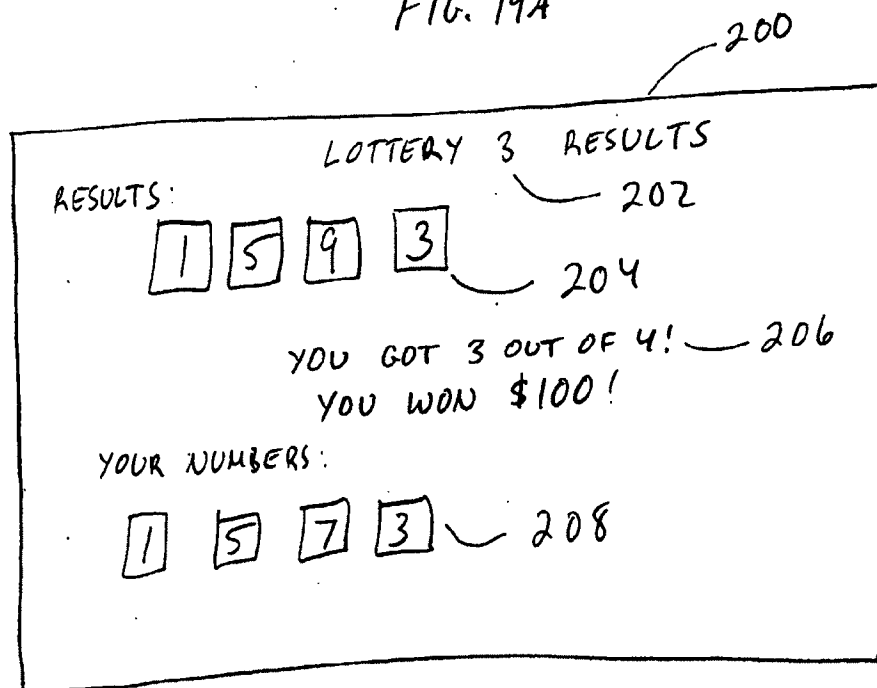 FIG. 19A
200
LOTTERY 3 RESULTS
202
RESULTS:
1 5 9 3
204
YOU GOT 3 OUT OF 4! 206
YOU WON $100!
YOUR NUMBERS:
1 5 7 3 208